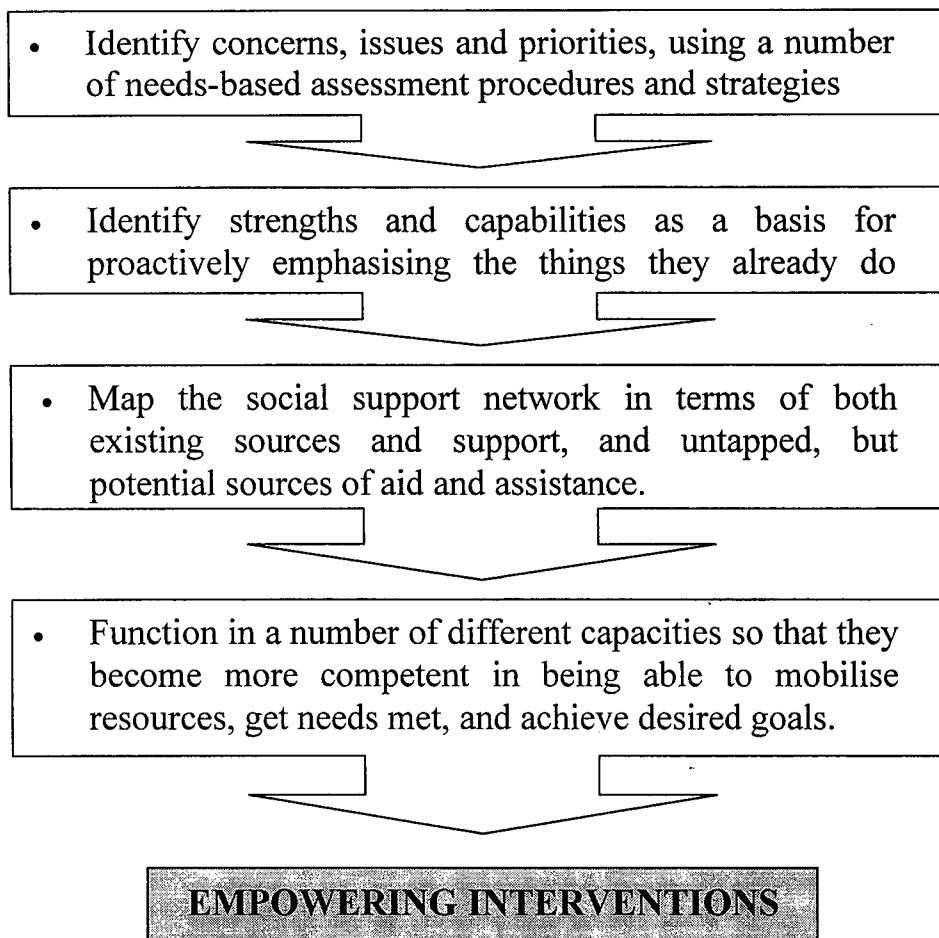 • Identify concerns, issues and priorities, using a number
of needs-based assessment procedures and strategies
• Identify strengths and capabilities as a basis for
proactively emphasising the things they already do
• Map the social support network in terms of both
existing sources and support, and untapped, but
potential sources of aid and assistance.
• Function in a number of different capacities so that they
become more competent in being able to mobilise
resources, get needs met, and achieve desired goals.
EMPOWERING INTERVENTIONS